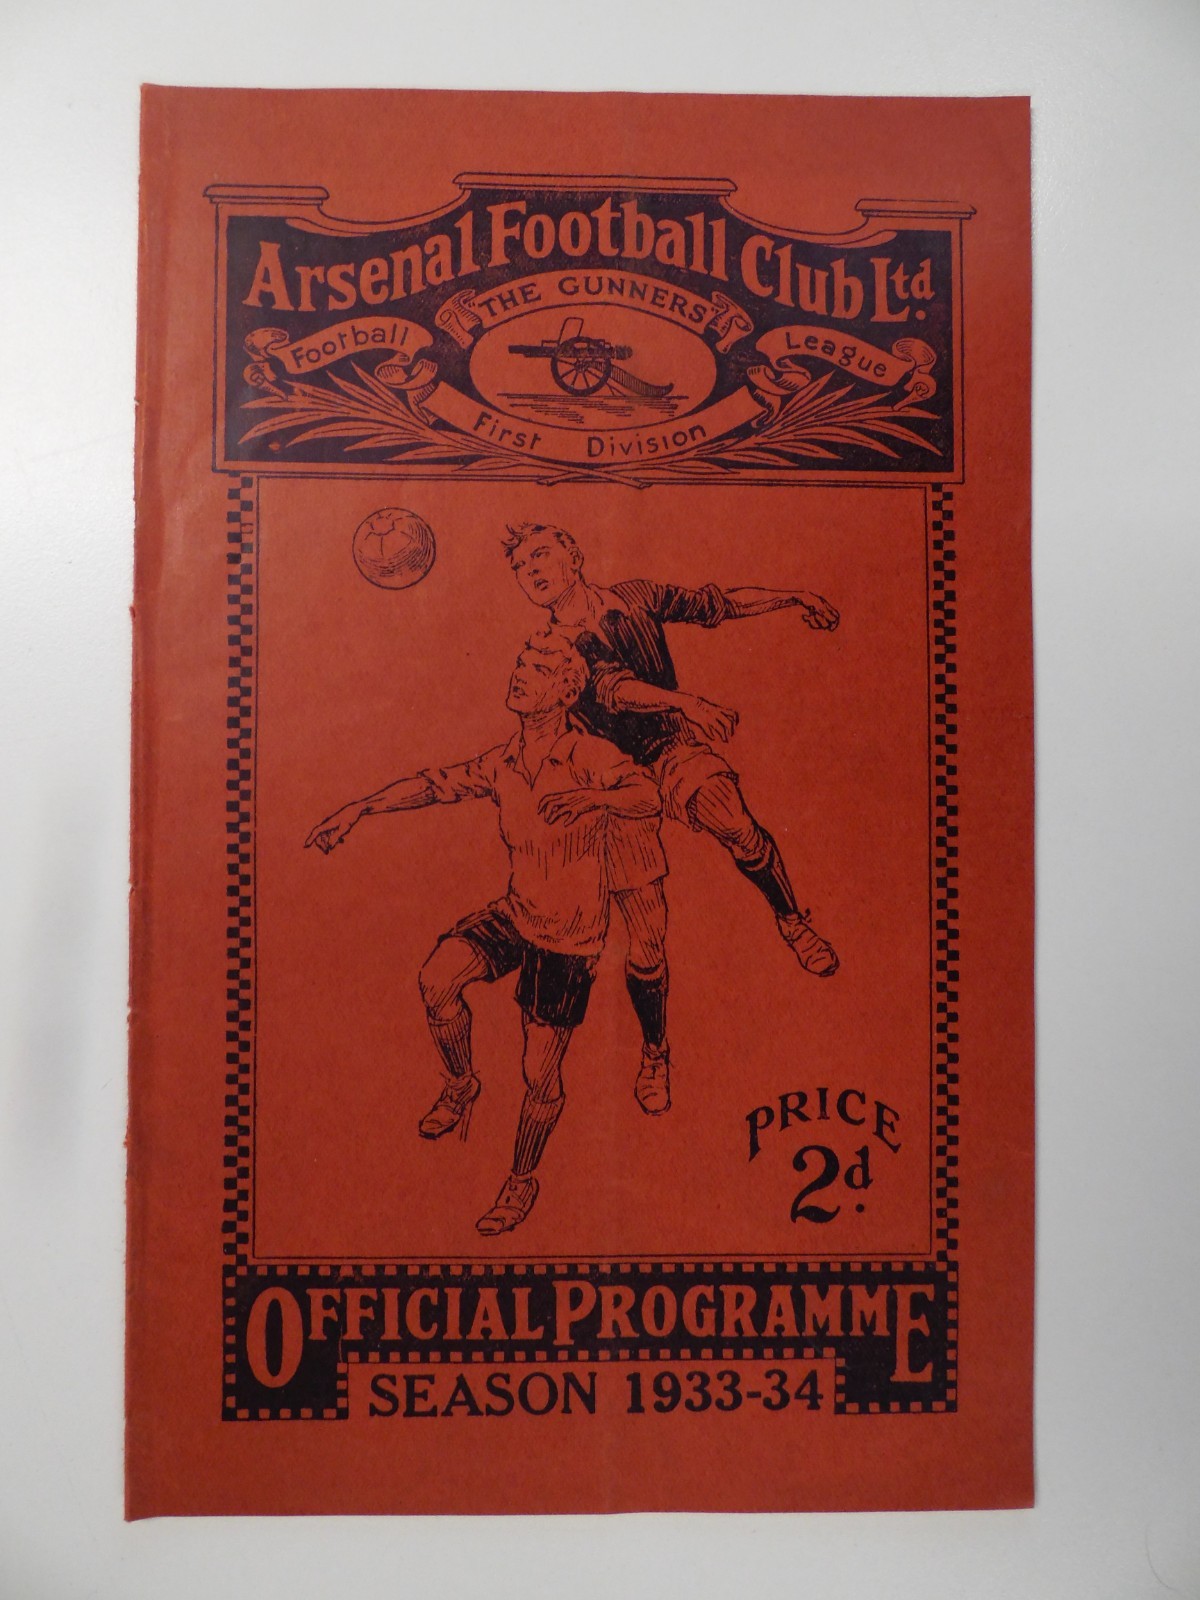 Arsenal Football Club Ltd.
"THE GUNNERS"
Football League
First Division
PRICE
2d.
OFFICIAL PROGRAMME
SEASON 1933-34